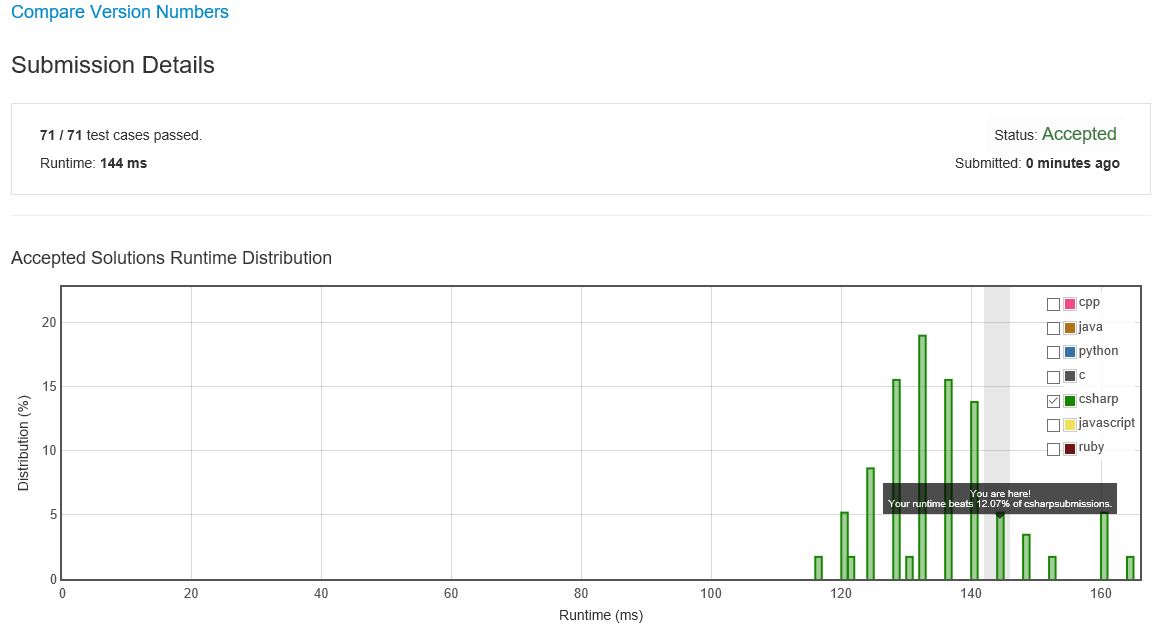 Compare Version Numbers
Submission Details
71 / 71 test cases passed.
Status: Accepted
Runtime: 144 ms
Submitted: 0 minutes ago
Accepted Solutions Runtime Distribution
cpp
java
python
c
csharp
javascript
ruby
You are here!
Your runtime beats 12.07% of csharpsubmissions.
Distribution (%)
20
15
10
5
0
0 20 40 60 80 100 120 140 160
Runtime (ms)